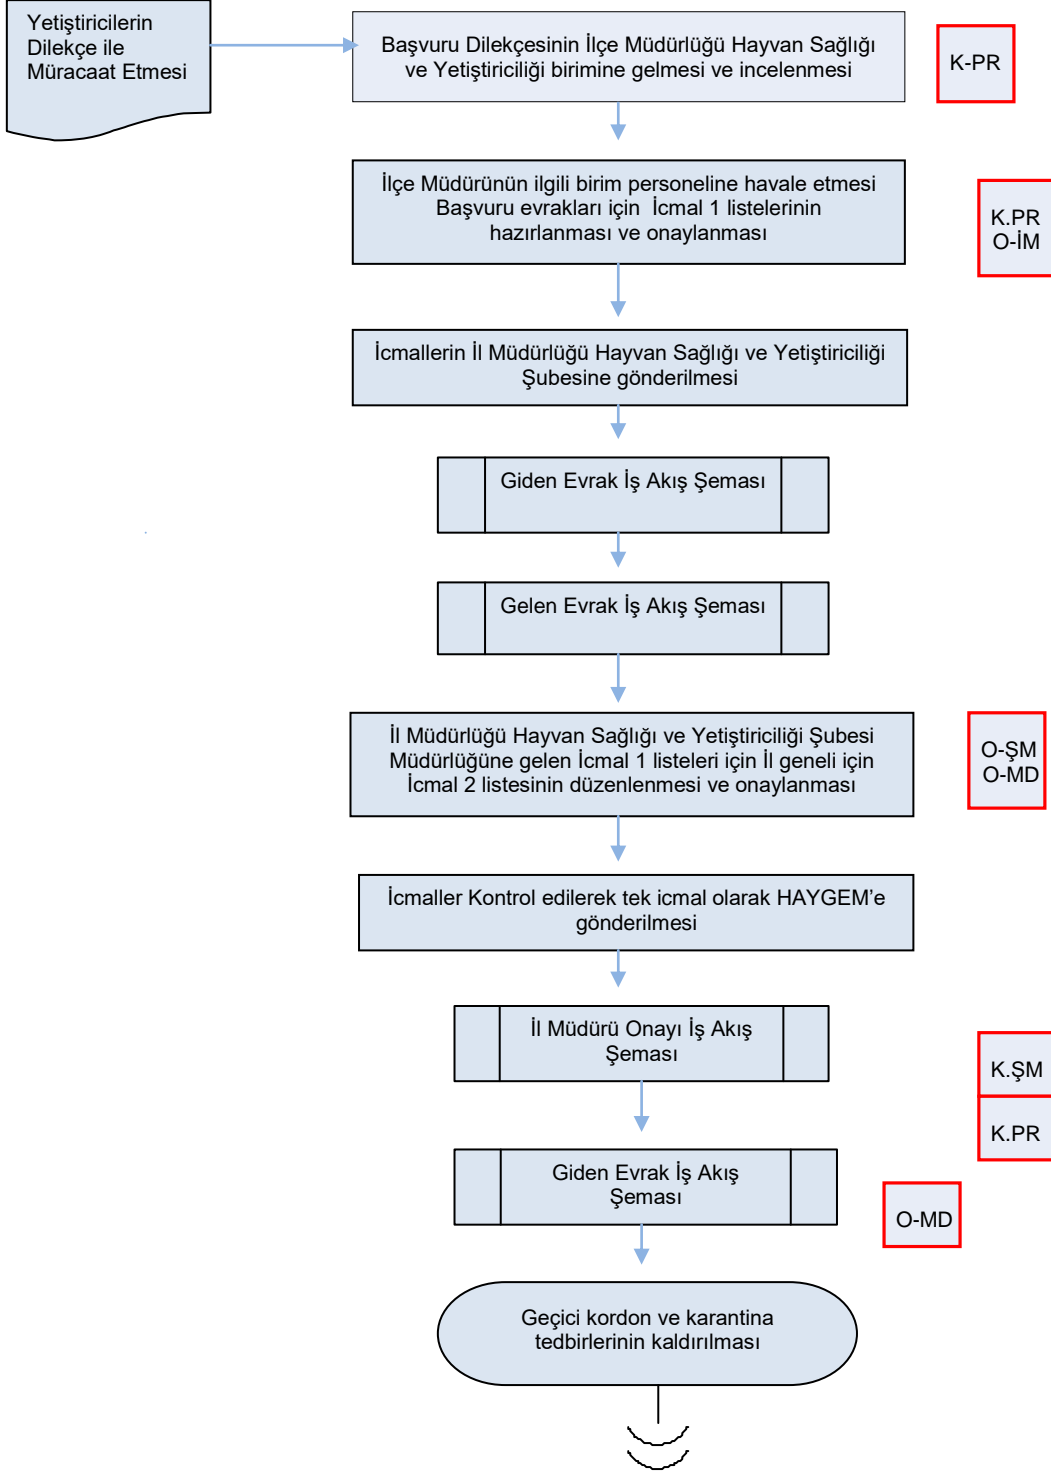 Yetiştiricilerin
Dilekçe ile
Müracaat Etmesi
Başvuru Dilekçesinin İlçe Müdürlüğü Hayvan Sağlığı
ve Yetiştiriciliği birimine gelmesi ve incelenmesi
K-PR
İlçe Müdürünün ilgili birim personeline havale etmesi
Başvuru evrakları için İcmal 1 listelerinin
hazırlanması ve onaylanması
K.PR
O-İM
İcmallerin İl Müdürlüğü Hayvan Sağlığı ve Yetiştiriciliği
Şubesine gönderilmesi
Giden Evrak İş Akış Şeması
Gelen Evrak İş Akış Şeması
İl Müdürlüğü Hayvan Sağlığı ve Yetiştiriciliği Şubesi
Müdürlüğüne gelen İcmal 1 listeleri için İl geneli için
İcmal 2 listesinin düzenlenmesi ve onaylanması
O-ŞM
O-MD
İcmaller Kontrol edilerek tek icmal olarak HAYGEM’e
gönderilmesi
İl Müdürü Onayı İş Akış
Şeması
K.ŞM
K.PR
Giden Evrak İş Akış
Şeması
O-MD
Geçici kordon ve karantina
tedbirlerinin kaldırılması